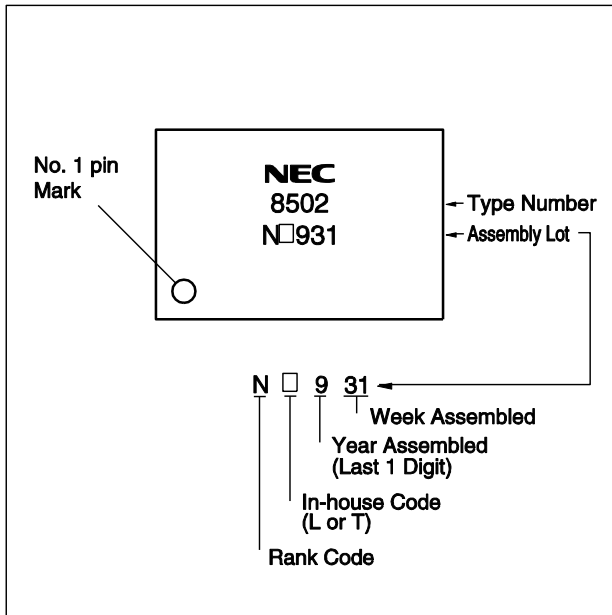 No. 1 pin
Mark
NEC
8502
N□931
Type Number
Assembly Lot
N □ 9 31
Week Assembled
Year Assembled
(Last 1 Digit)
In-house Code
(L or T)
Rank Code